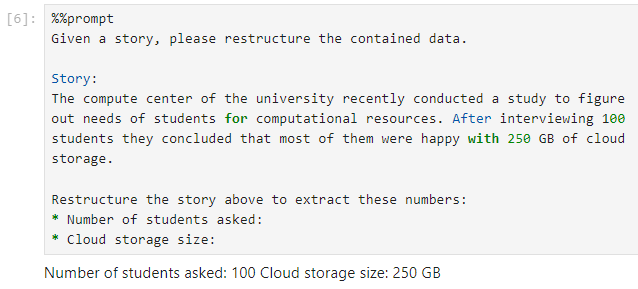 [6]: %%prompt
Given a story, please restructure the contained data.
Story:
The compute center of the university recently conducted a study to figure
out needs of students for computational resources. After interviewing 100
students they concluded that most of them were happy with 250 GB of cloud
storage.
Restructure the story above to extract these numbers:
* Number of students asked:
* Cloud storage size:
Number of students asked: 100 Cloud storage size: 250 GB